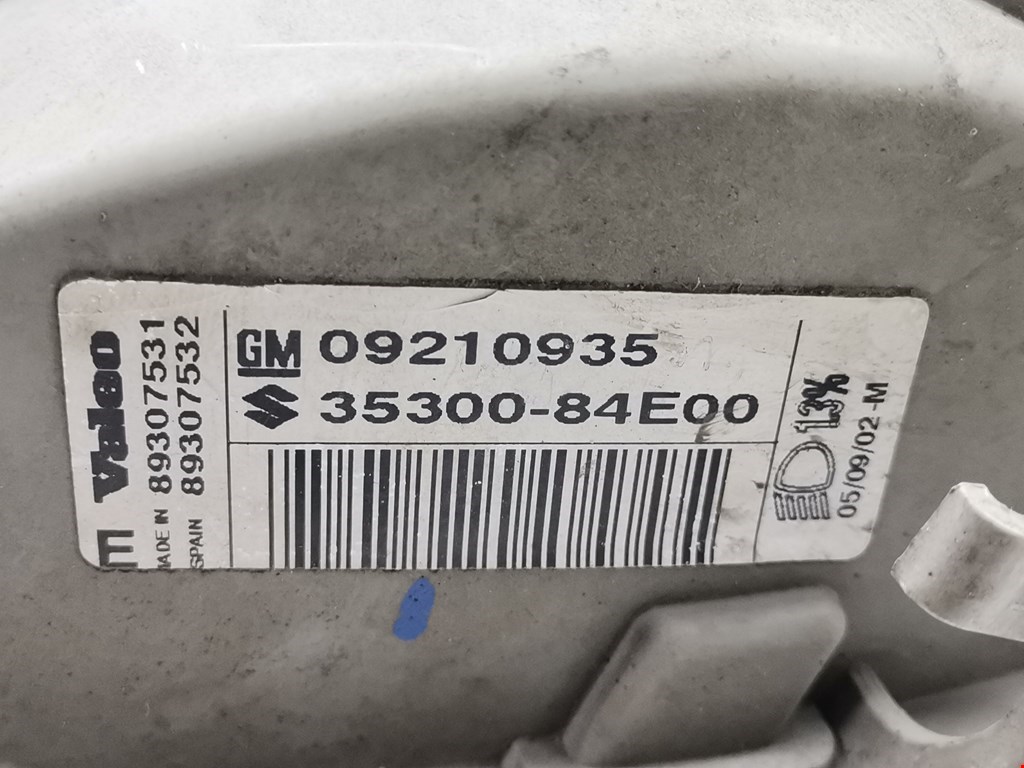 Valeo
MADE IN 89307531
SPAIN 89307532
GM 09210935
35300-84E00
1.3%
05/09/02-M